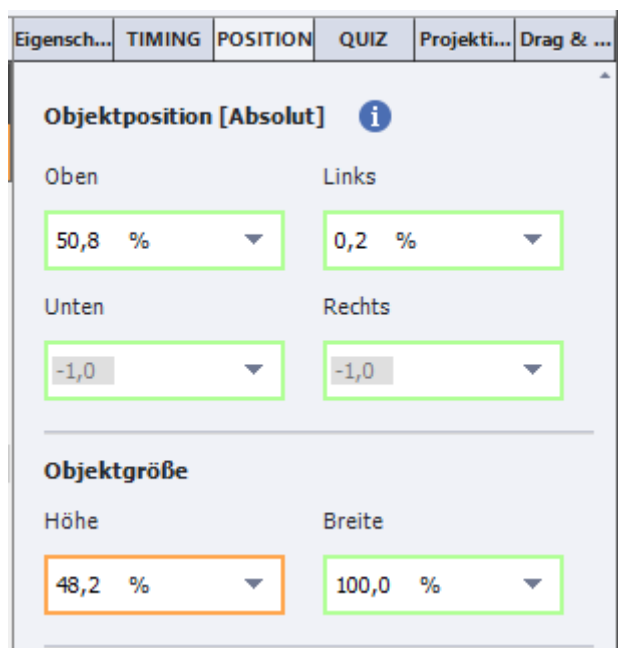 Eigensch... TIMING POSITION QUIZ Projekti... Drag & ...
Objektposition [Absolut] i
Oben Links
50,8 % 0,2 %
Unten Rechts
-1,0 -1,0
Objektgröße
Höhe Breite
48,2 % 100,0 %